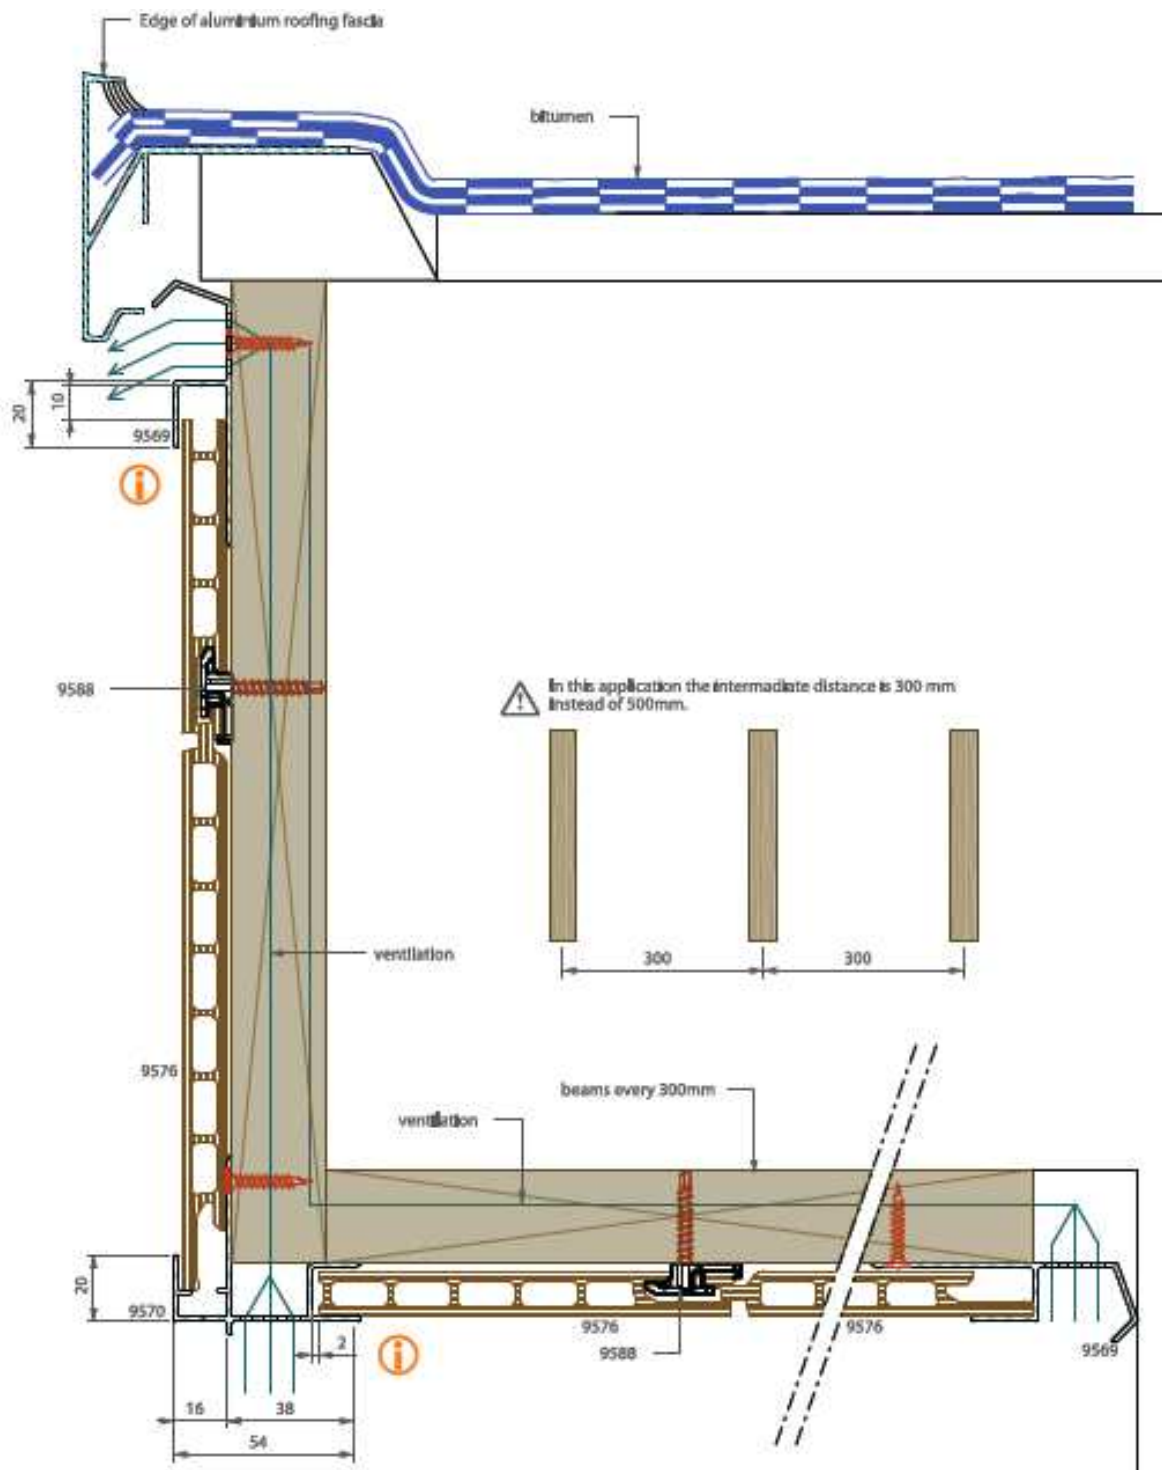 Edge of aluminium roofing fascia
bitumen
20
10
9569
9588
In this application the intermadiate distance is 300 mm
instead of 500mm.
ventilation
300
300
9576
beams every 300mm
ventilation
20
9570
9576
9576
2
9588
9569
16
38
54